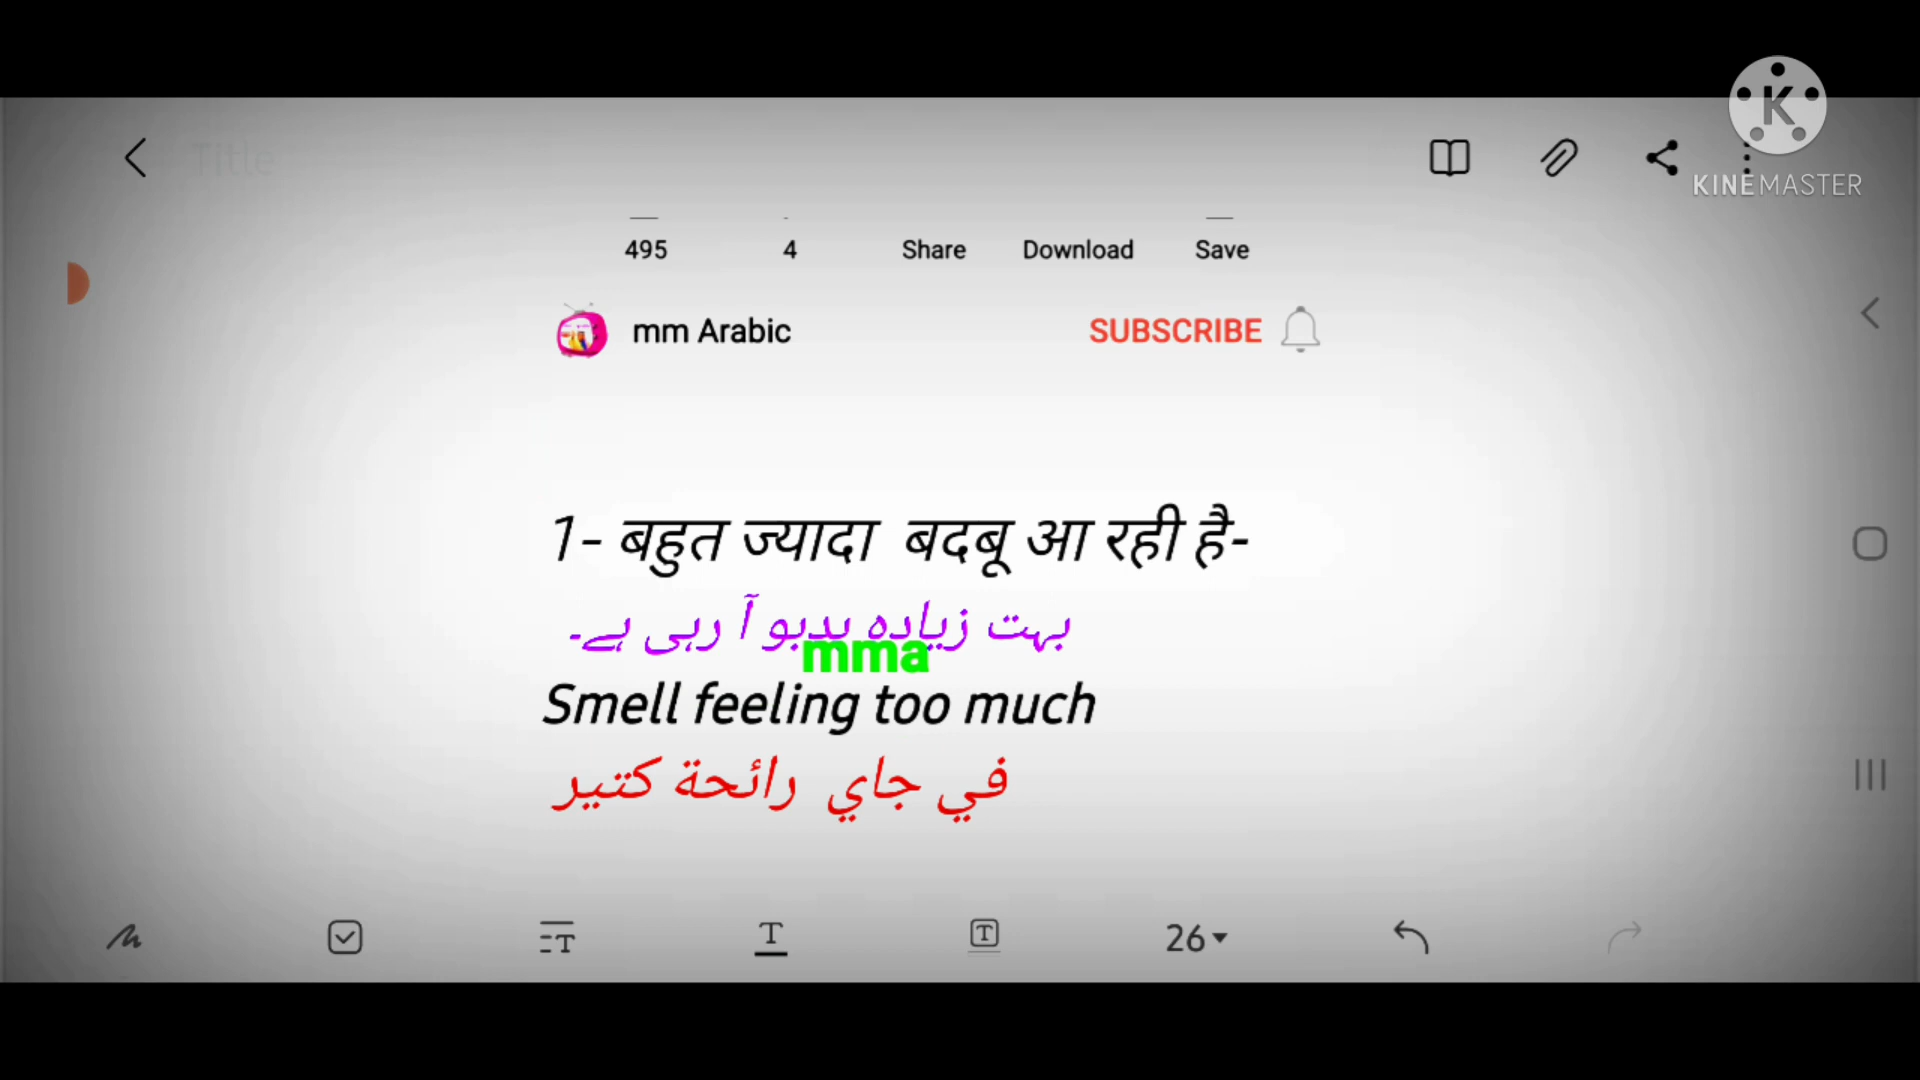 K
KINEMASTER
Title
495 4 Share Download Save
mm Arabic SUBSCRIBE
1- बहुत ज्यादा बदबू आ रही है-
بہت زیادہ بدبو آ رہی ہے۔
mma
Smell feeling too much
في جاي رائحة كتير
26